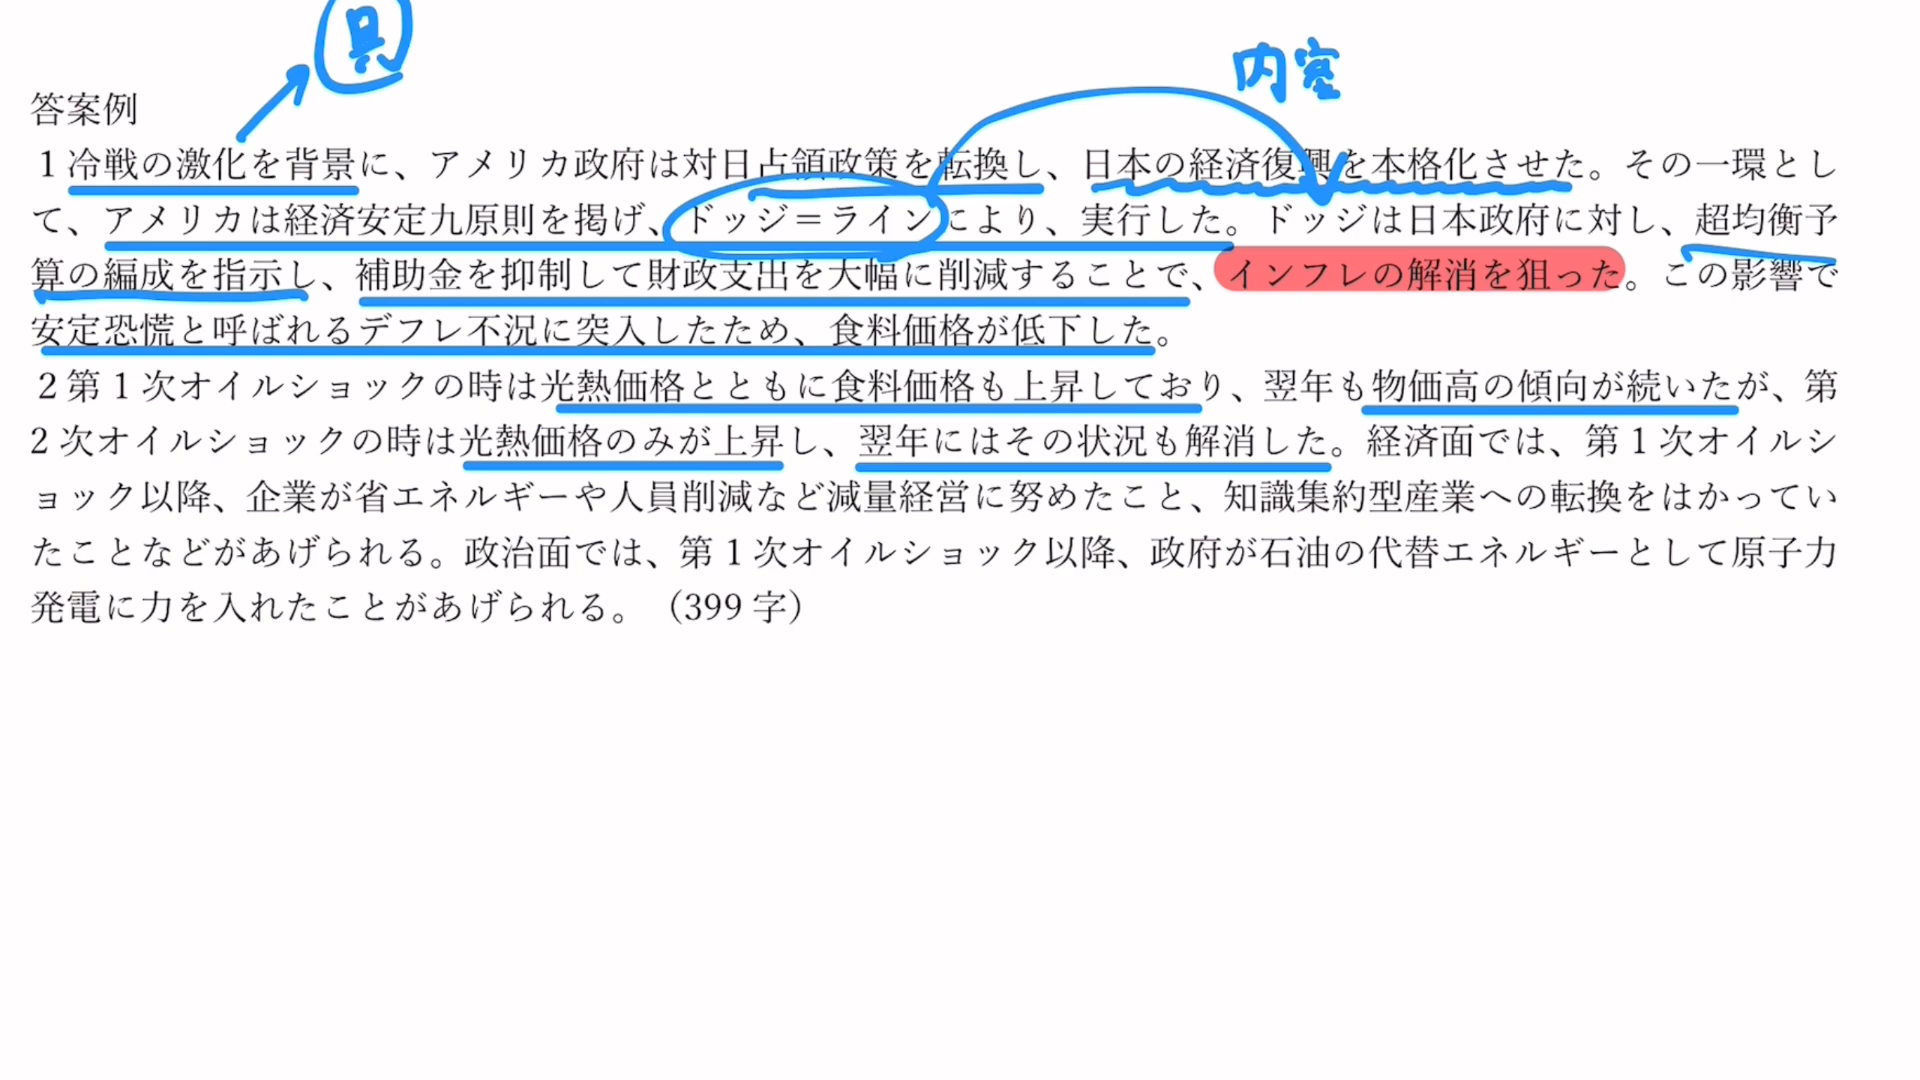 具
内容
答案例
1冷戦の激化を背景に、アメリカ政府は対日占領政策を転換し、日本の経済復興を本格化させた。その一環とし
て、アメリカは経済安定九原則を掲げ、ドッジ＝ラインにより、実行した。ドッジは日本政府に対し、超均衡予
算の編成を指示し、補助金を抑制して財政支出を大幅に削減することで、インフレの解消を狙った。この影響で
安定恐慌と呼ばれるデフレ不況に突入したため、食料価格が低下した。
2第1次オイルショックの時は光熱価格とともに食料価格も上昇しており、翌年も物価高の傾向が続いたが、第
2次オイルショックの時は光熱価格のみが上昇し、翌年にはその状況も解消した。経済面では、第1次オイルシ
ョック以降、企業が省エネルギーや人員削減など減量経営に努めたこと、知識集約型産業への転換をはかってい
たことなどがあげられる。政治面では、第1次オイルショック以降、政府が石油の代替エネルギーとして原子力
発電に力を入れたことがあげられる。（399字）